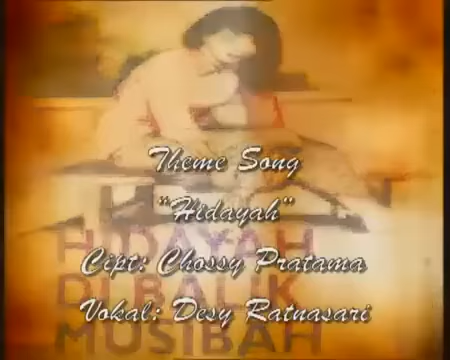 Theme Song
"Hidayah"
Cipt: Chossy Pratama
Vokal: Desy Ratnasari
HIDAYAH
DI BALIK
MUSIBAH